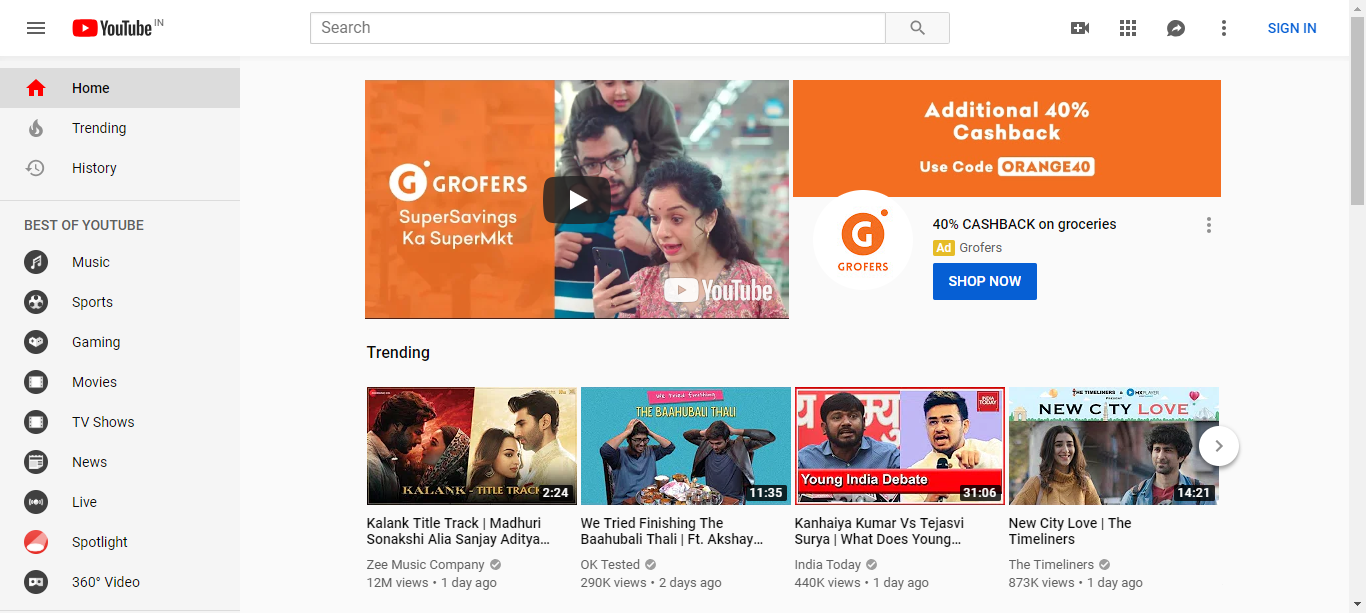 YouTube IN
Search
SIGN IN
Home
Trending
History
BEST OF YOUTUBE
Music
Sports
Gaming
Movies
TV Shows
News
Live
Spotlight
360° Video
G GROFERS
SuperSavings
Ka SuperMkt
YouTube
Additional 40%
Cashback
Use Code ORANGE40
G
GROFERS
40% CASHBACK on groceries
Ad Grofers
SHOP NOW
Trending
KALANK - TITLE TRACK
2:24
Kalank Title Track | Madhuri
Sonakshi Alia Sanjay Aditya...
Zee Music Company
12M views • 1 day ago
We Tried Finishing
THE BAAHUBALI THALI
11:35
We Tried Finishing The
Baahubali Thali | Ft. Akshay...
OK Tested
290K views • 2 days ago
INDIA
TODAY
Young India Debate
31:06
Kanhaiya Kumar Vs Tejasvi
Surya | What Does Young...
India Today
440K views • 1 day ago
THE TIMELINERS + MXPLAYER
NEW CITY LOVE
14:21
New City Love | The
Timeliners
The Timeliners
873K views • 1 day ago